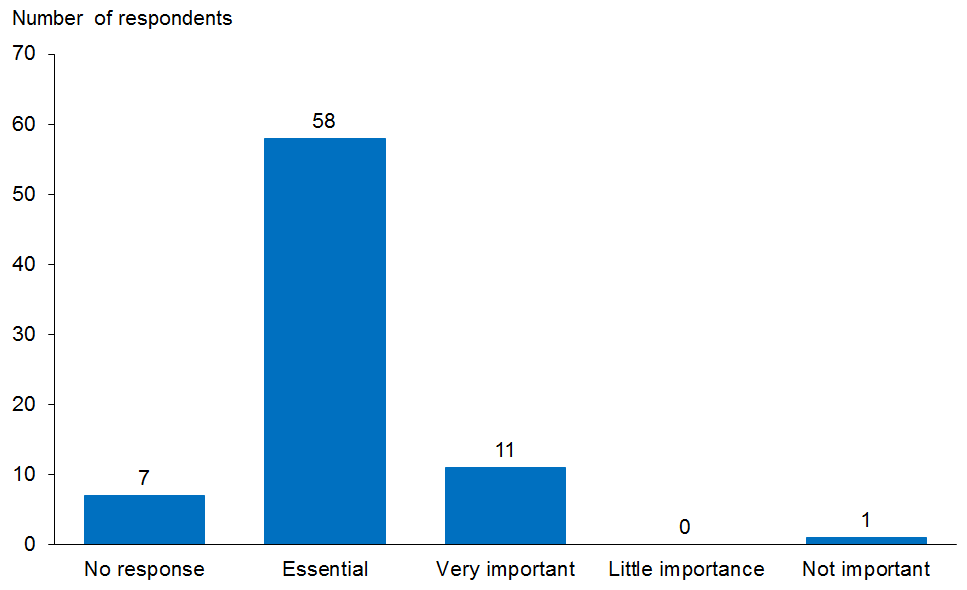 Number of respondents
70
60
50
40
30
20
10
0
7
58
11
0
1
No response
Essential
Very important
Little importance
Not important